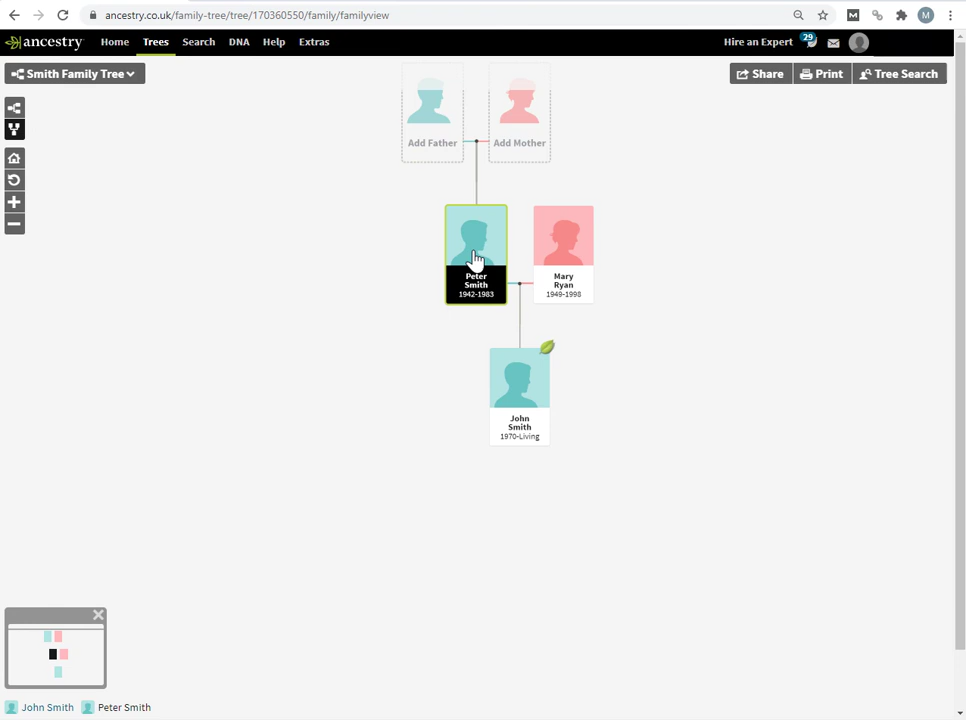 ancestry.co.uk/family-tree/tree/170360550/family/familyview
M
M
ancestry
Home
Trees
Search
DNA
Help
Extras
Hire an Expert
29
Smith Family Tree
Share
Print
Tree Search
Add Father
Add Mother
Peter
Smith
1942-1983
Mary
Ryan
1949-1998
John
Smith
1970-Living
John Smith
Peter Smith